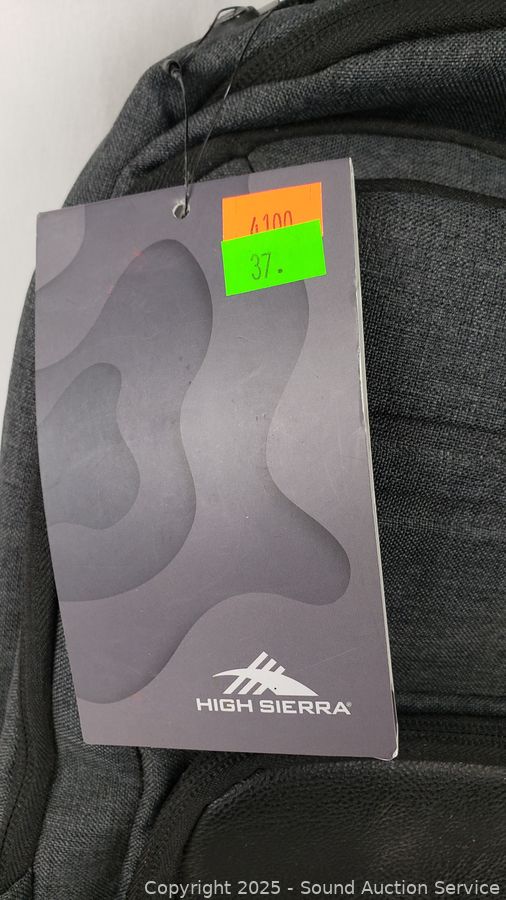 4100
37.
HIGH SIERRA®
Copyright 2025 - Sound Auction Service